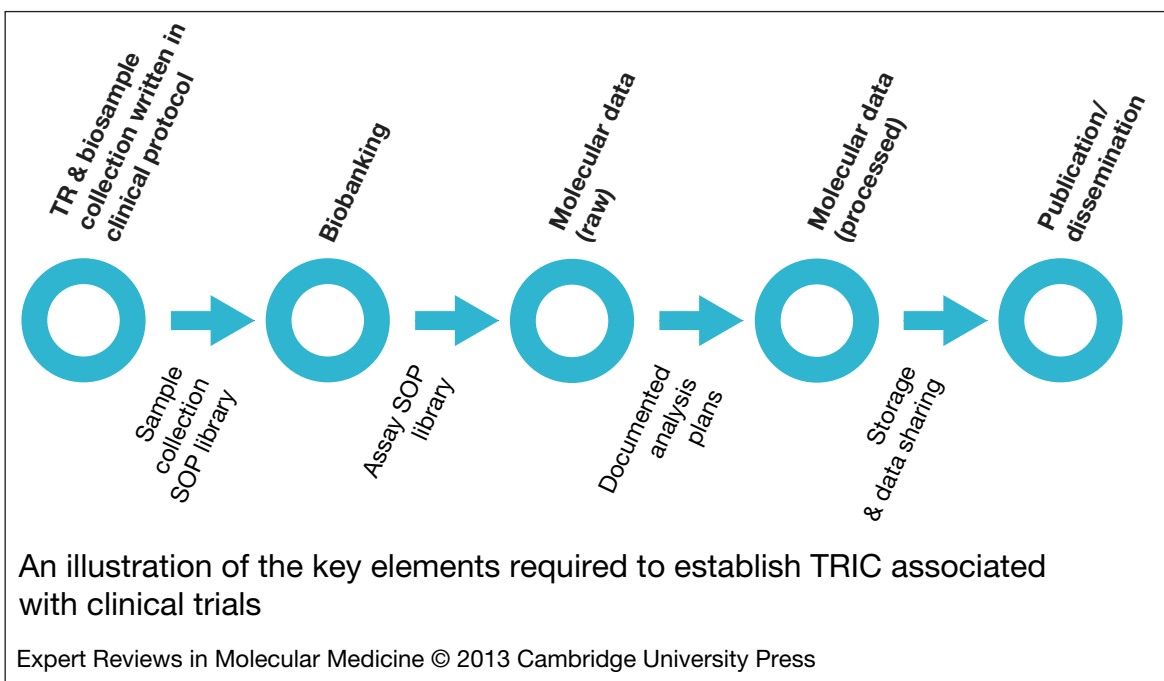 TR & biosample
collection written in
clinical protocol
Biobanking
Molecular data
(raw)
Molecular data
(processed)
Publication/
dissemination
Sample
collection
SOP library
Assay SOP
library
Documented
analysis
plans
Storage
& data sharing
An illustration of the key elements required to establish TRIC associated
with clinical trials
Expert Reviews in Molecular Medicine © 2013 Cambridge University Press